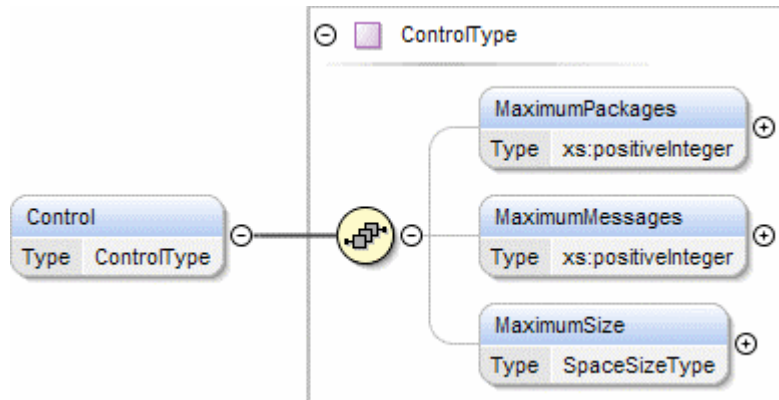 ControlType
MaximumPackages
Type xs:positiveInteger
MaximumMessages
Type xs:positiveInteger
Control
Type ControlType
MaximumSize
Type SpaceSizeType